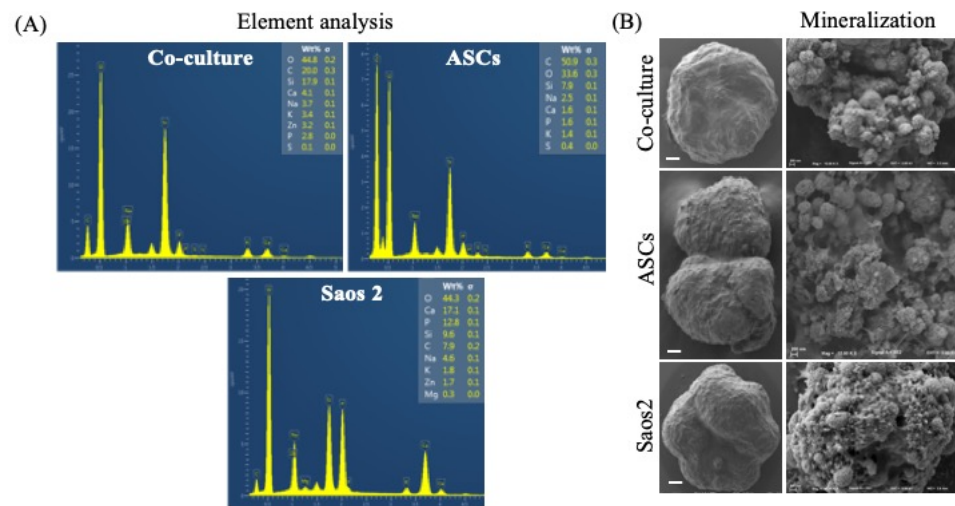 (A)
Element analysis
(B)
Mineralization
Co-culture
Wt% σ
O 44.8 0.2
C 20.0 0.3
Si 17.9 0.1
Ca 4.1 0.1
Na 3.7 0.1
K 3.4 0.1
Zn 3.2 0.1
P 2.8 0.0
S 0.1 0.0
ASCs
Wt% σ
C 50.9 0.3
O 33.6 0.3
Si 7.9 0.1
Na 2.5 0.1
Ca 1.6 0.1
P 1.6 0.1
K 1.4 0.1
S 0.4 0.0
Saos 2
Wt% σ
O 44.3 0.2
Ca 17.1 0.1
P 12.8 0.1
Si 9.6 0.1
C 7.9 0.2
Na 4.6 0.1
K 1.8 0.1
Zn 1.7 0.1
Mg 0.3 0.0
Co-culture
ASCs
Saos2